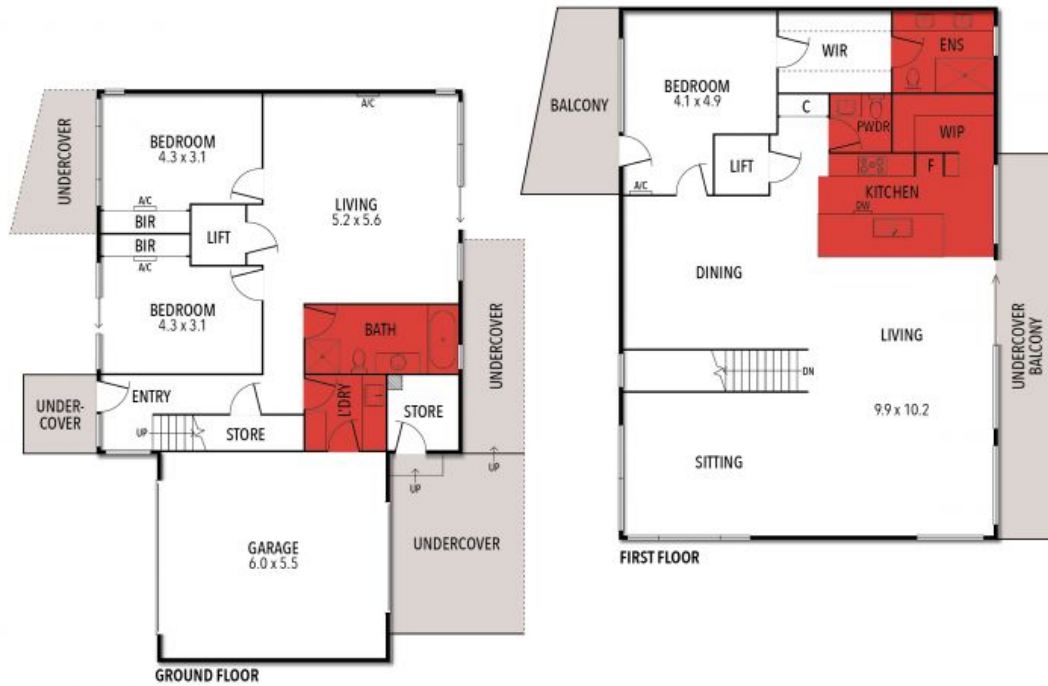 UNDERCOVER
A/C
BEDROOM
4.3 x 3.1
A/C
BIR
BIR
A/C
LIFT
LIVING
5.2 x 5.6
BEDROOM
4.3 x 3.1
BATH
UNDERCOVER
UNDER-
COVER
ENTRY
UP
STORE
L'DRY
STORE
UP
UP
GARAGE
6.0 x 5.5
UNDERCOVER
GROUND FLOOR
BALCONY
BEDROOM
4.1 x 4.9
WIR
ENS
C
PWDR
WIP
LIFT
A/C
F
KITCHEN
DW
DINING
LIVING
9.9 x 10.2
DN
UNDERCOVER
BALCONY
SITTING
FIRST FLOOR